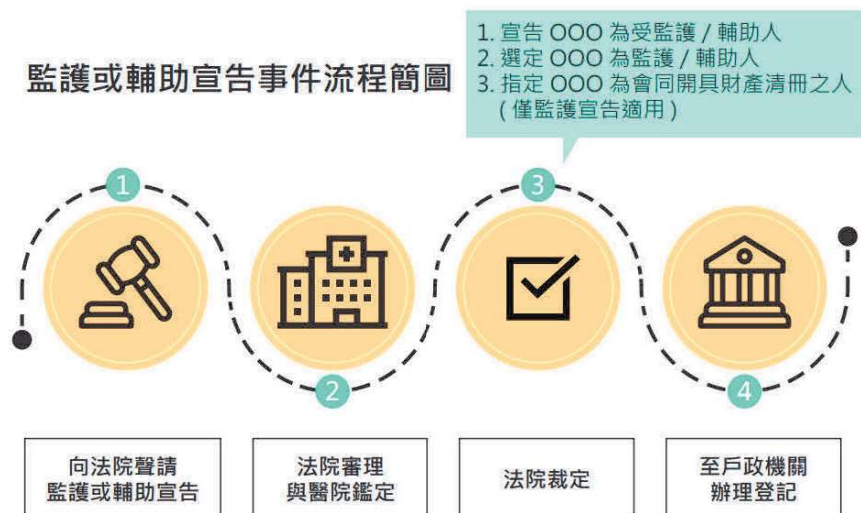 監護或輔助宣告事件流程簡圖
1. 宣告 OOO 為受監護 / 輔助人
2. 選定 OOO 為監護 / 輔助人
3. 指定 OOO 為會同開具財產清冊之人
( 僅監護宣告適用 )
1
2
3
4
向法院聲請
監護或輔助宣告
法院審理
與醫院鑑定
法院裁定
至戶政機關
辦理登記